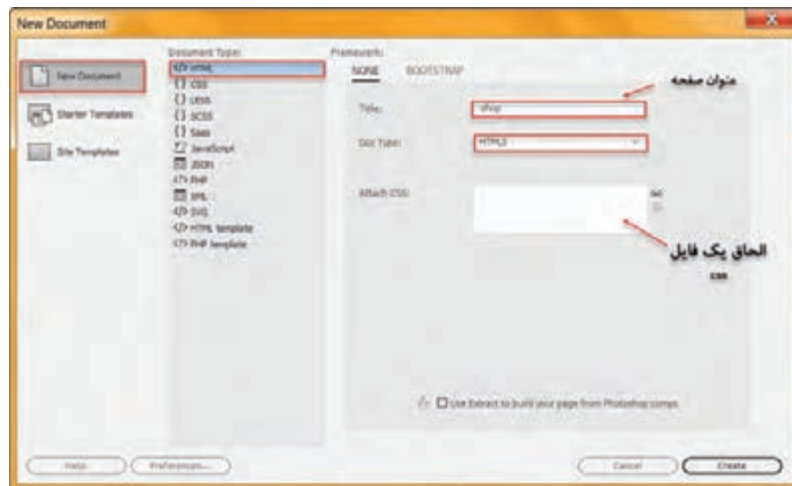 New Document
New Document
Starter Templates
Site Templates
Document Type:
</> HTML
{} CSS
{} LESS
{} SCSS
{} Sass
JavaScript
JSON
</> PHP
XML
</> SVG
</> HTML template
</> PHP template
Framework:
NONE BOOTSTRAP
عنوان صفحه
Title: shop
Doc Type: HTML5
Attach CSS:
الحاق یک فایل
css
Use Extract to build your page from Photoshop comps
Help
Preferences...
Cancel
Create